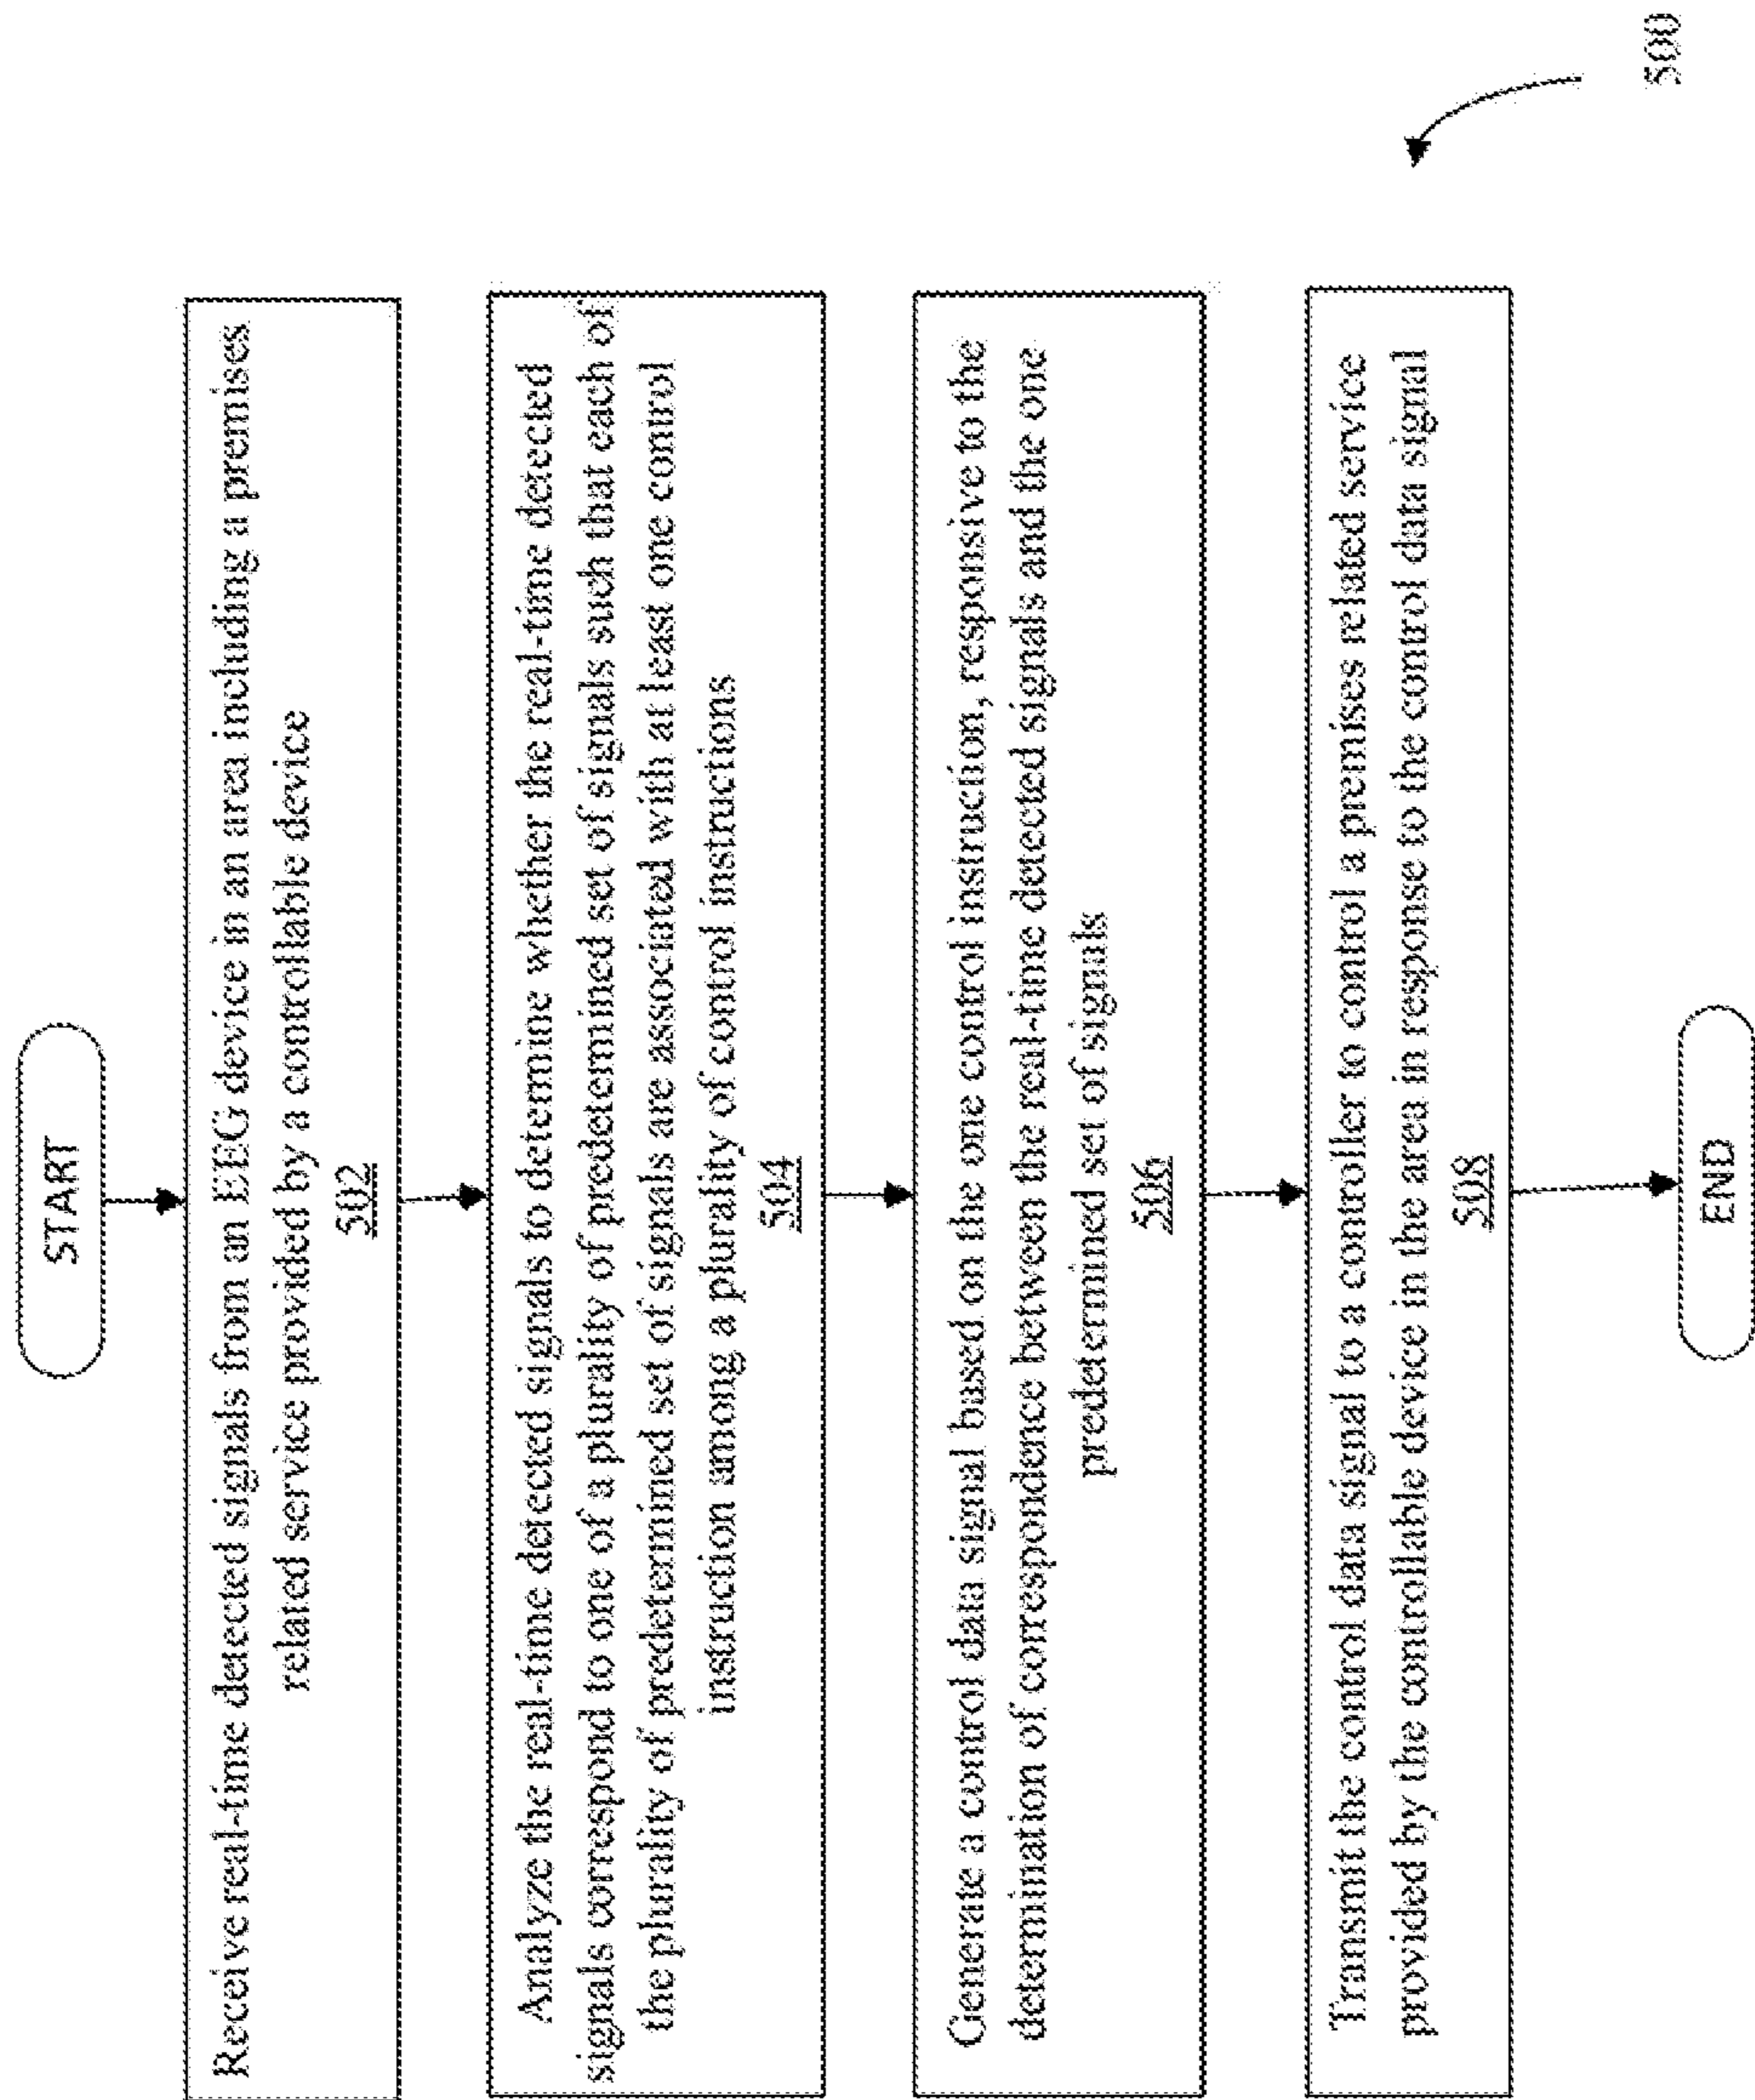 START
Receive real-time detected signals from an EEG device in an area including a premises
related service provided by a controllable device
502
Analyze the real-time detected signals to determine whether the real-time detected
signals correspond to one of a plurality of predetermined set of signals such that each of
the plurality of predetermined set of signals are associated with at least one control
instruction among a plurality of control instructions
504
Generate a control data signal based on the one control instruction, responsive to the
determination of correspondence between the real-time detected signals and the one
predetermined set of signals
506
Transmit the control data signal to a controller to control a premises related service
provided by the controllable device in the area in response to the control data signal
508
END
500